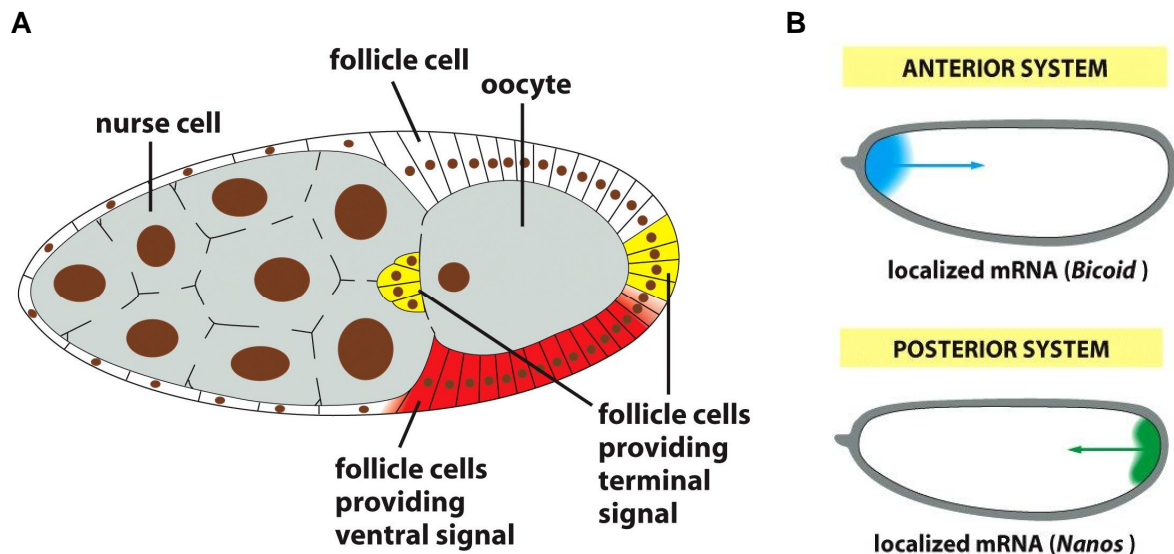 A
follicle cell
oocyte
nurse cell
follicle cells
providing
ventral signal
follicle cells
providing
terminal
signal
B
ANTERIOR SYSTEM
localized mRNA (Bicoid )
POSTERIOR SYSTEM
localized mRNA (Nanos )